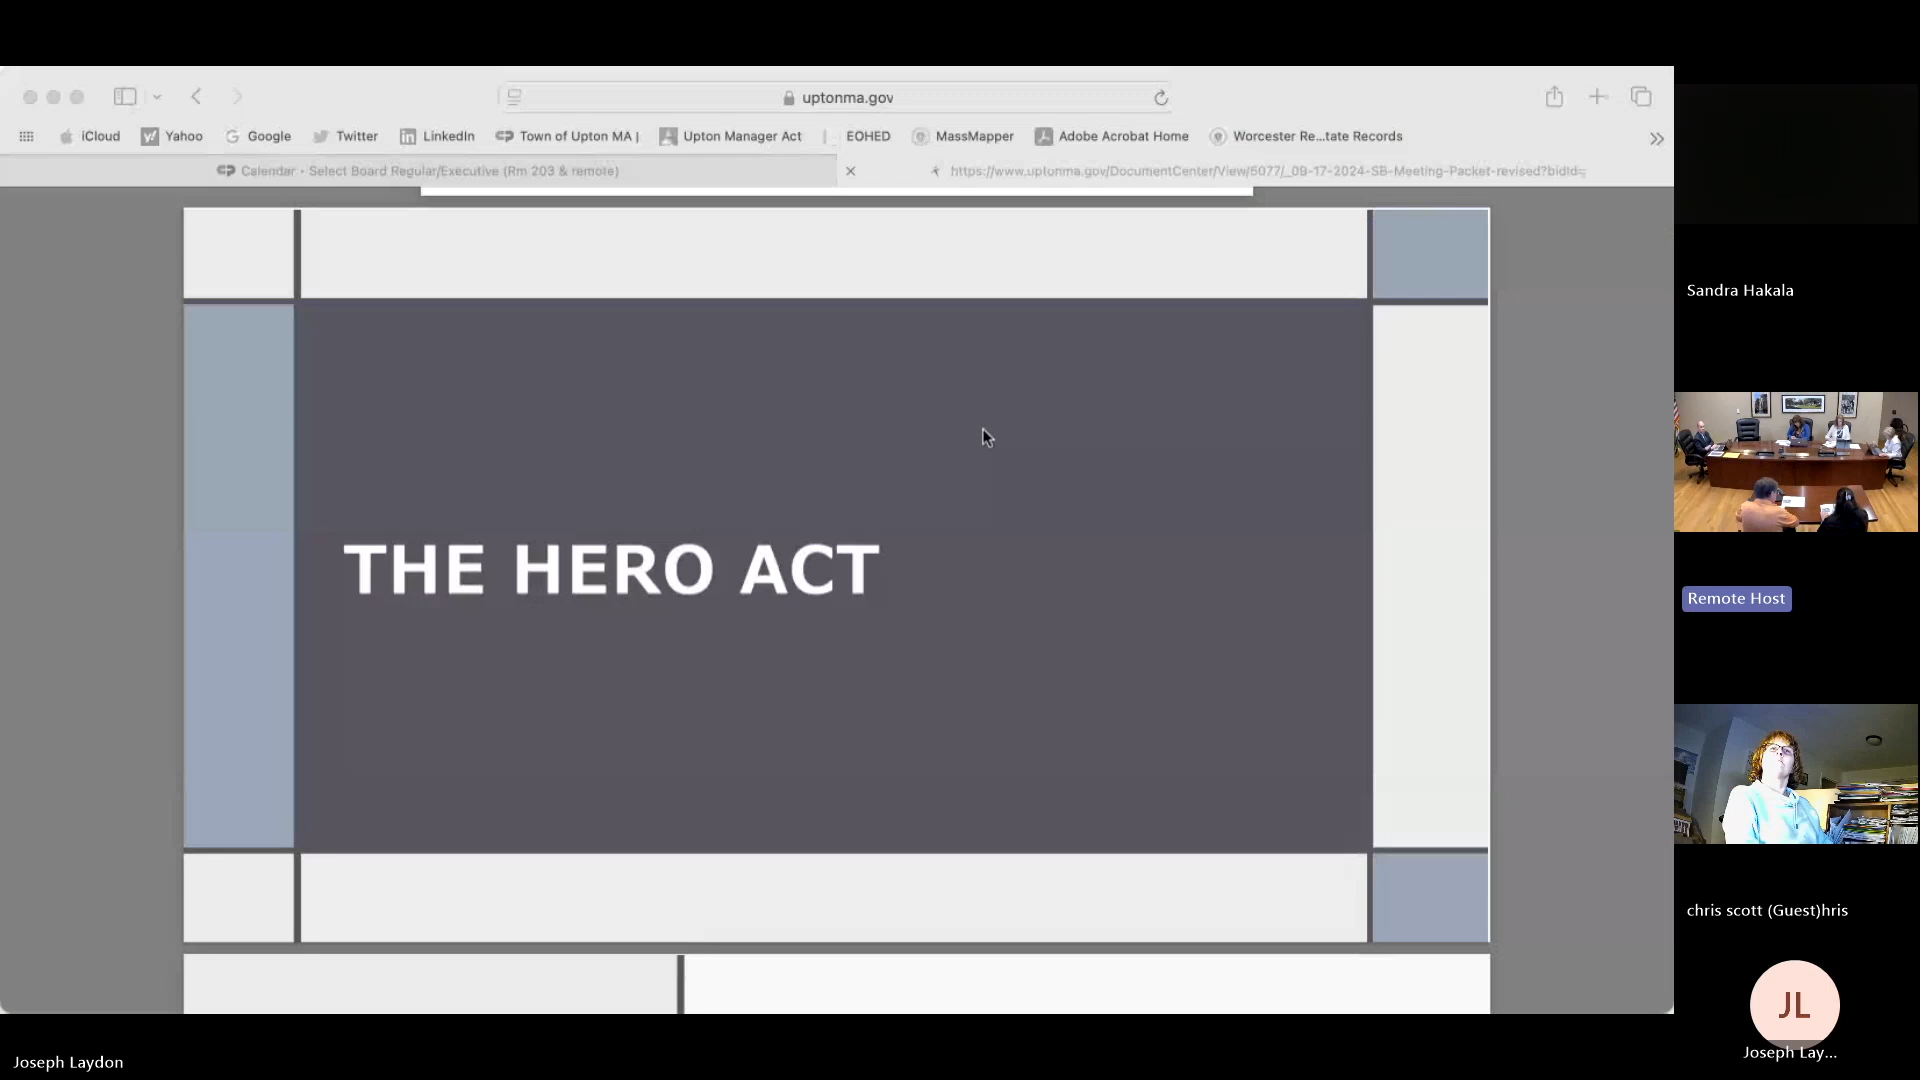 uptonma.gov
iCloud
Yahoo
Google
Twitter
LinkedIn
Town of Upton MA |
Upton Manager Act
EOHED
MassMapper
Adobe Acrobat Home
Worcester Re...tate Records
Calendar • Select Board Regular/Executive (Rm 203 & remote)
https://www.uptonma.gov/DocumentCenter/View/5077/_09-17-2024-SB-Meeting-Packet-revised?bidId=
THE HERO ACT
Sandra Hakala
Remote Host
chris scott (Guest)hris
JL
Joseph Lay...
Joseph Laydon